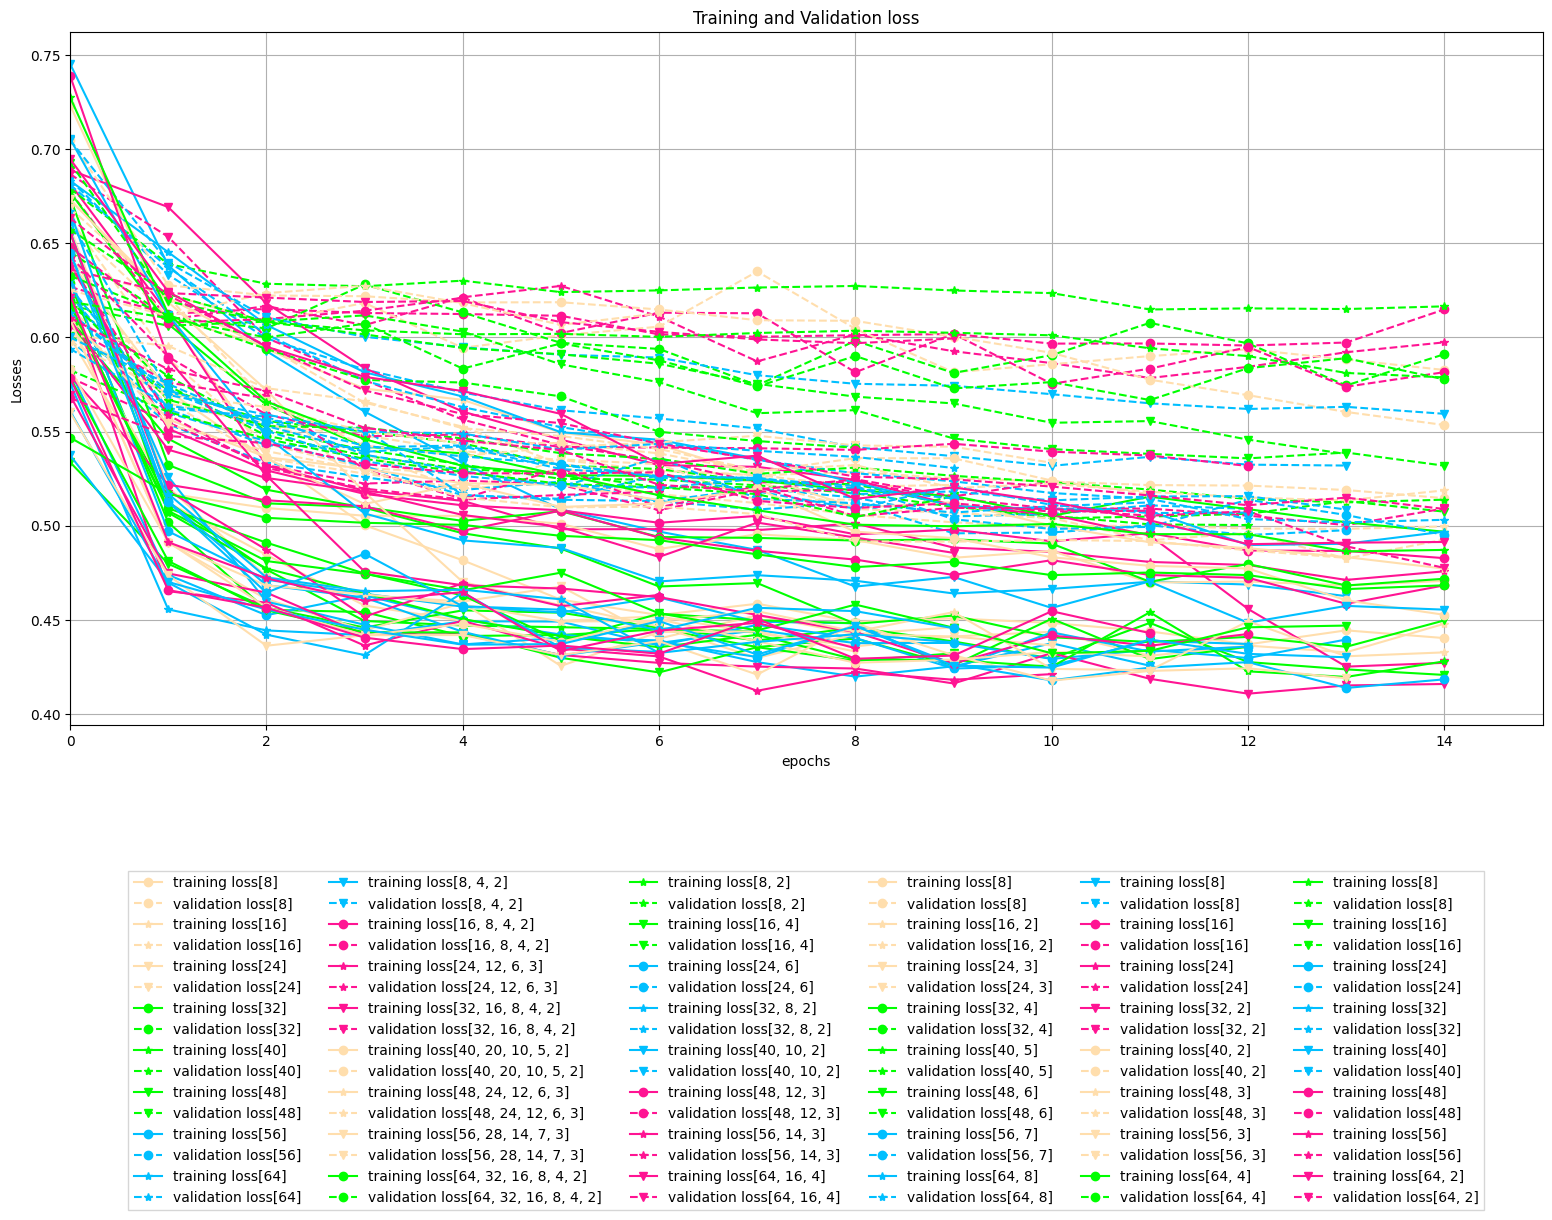 Training and Validation loss
0.75
0.70
0.65
0.60
0.55
0.50
0.45
0.40
Losses
0 2 4 6 8 10 12 14
epochs
training loss[8] training loss[8, 4, 2] training loss[8, 2] training loss[8] training loss[8] training loss[8]
validation loss[8] validation loss[8, 4, 2] validation loss[8, 2] validation loss[8] validation loss[8] validation loss[8]
training loss[16] training loss[16, 8, 4, 2] training loss[16, 4] training loss[16, 2] training loss[16] training loss[16]
validation loss[16] validation loss[16, 8, 4, 2] validation loss[16, 4] validation loss[16, 2] validation loss[16] validation loss[16]
training loss[24] training loss[24, 12, 6, 3] training loss[24, 6] training loss[24, 3] training loss[24] training loss[24]
validation loss[24] validation loss[24, 12, 6, 3] validation loss[24, 6] validation loss[24, 3] validation loss[24] validation loss[24]
training loss[32] training loss[32, 16, 8, 4, 2] training loss[32, 8, 2] training loss[32, 4] training loss[32, 2] training loss[32]
validation loss[32] validation loss[32, 16, 8, 4, 2] validation loss[32, 8, 2] validation loss[32, 4] validation loss[32, 2] validation loss[32]
training loss[40] training loss[40, 20, 10, 5, 2] training loss[40, 10, 2] training loss[40, 5] training loss[40, 2] training loss[40]
validation loss[40] validation loss[40, 20, 10, 5, 2] validation loss[40, 10, 2] validation loss[40, 5] validation loss[40, 2] validation loss[40]
training loss[48] training loss[48, 24, 12, 6, 3] training loss[48, 12, 3] training loss[48, 6] training loss[48, 3] training loss[48]
validation loss[48] validation loss[48, 24, 12, 6, 3] validation loss[48, 12, 3] validation loss[48, 6] validation loss[48, 3] validation loss[48]
training loss[56] training loss[56, 28, 14, 7, 3] training loss[56, 14, 3] training loss[56, 7] training loss[56, 3] training loss[56]
validation loss[56] validation loss[56, 28, 14, 7, 3] validation loss[56, 14, 3] validation loss[56, 7] validation loss[56, 3] validation loss[56]
training loss[64] training loss[64, 32, 16, 8, 4, 2] training loss[64, 16, 4] training loss[64, 8] training loss[64, 4] training loss[64, 2]
validation loss[64] validation loss[64, 32, 16, 8, 4, 2] validation loss[64, 16, 4] validation loss[64, 8] validation loss[64, 4] validation loss[64, 2]